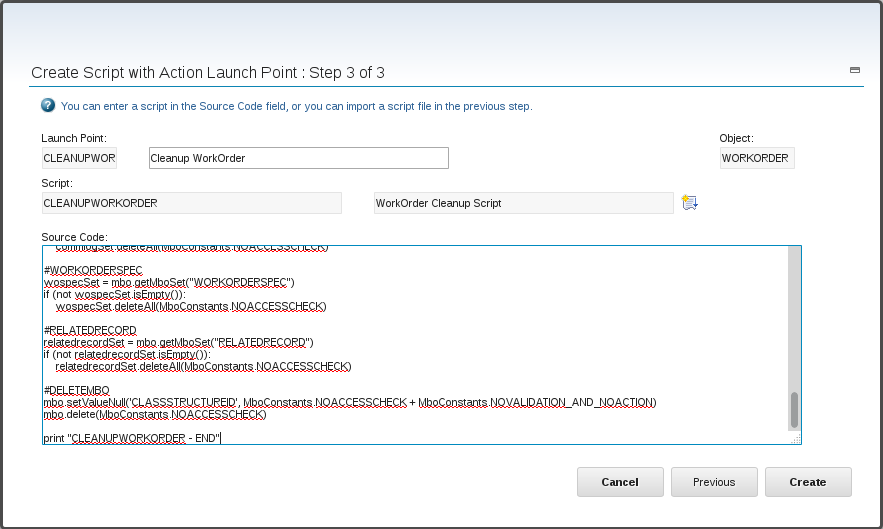 Create Script with Action Launch Point : Step 3 of 3
You can enter a script in the Source Code field, or you can import a script file in the previous step.
Launch Point: Object:
CLEANUPWOR Cleanup WorkOrder WORKORDER
Script:
CLEANUPWORKORDER WorkOrder Cleanup Script
Source Code:
commlogSet.deleteAll(MboConstants.NOACCESSCHECK)
#WORKORDERSPEC
wospecSet = mbo.getMboSet("WORKORDERSPEC")
if (not wospecSet.isEmpty()):
wospecSet.deleteAll(MboConstants.NOACCESSCHECK)
#RELATEDRECORD
relatedrecordSet = mbo.getMboSet("RELATEDRECORD")
if (not relatedrecordSet.isEmpty()):
relatedrecordSet.deleteAll(MboConstants.NOACCESSCHECK)
#DELETEMBO
mbo.setValueNull('CLASSSTRUCTUREID', MboConstants.NOACCESSCHECK + MboConstants.NOVALIDATION_AND_NOACTION)
mbo.delete(MboConstants.NOACCESSCHECK)
print "CLEANUPWORKORDER - END"
Cancel Previous Create